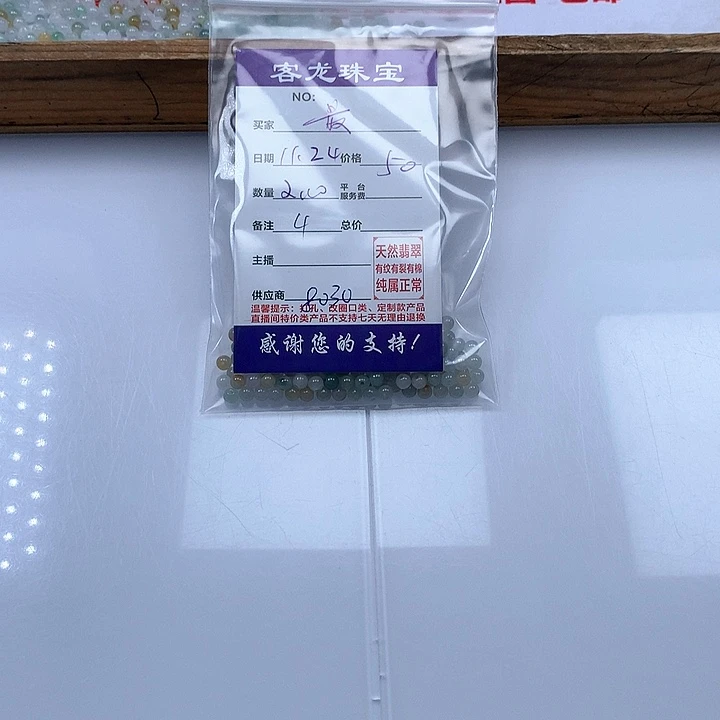 客龙珠宝
NO:
买家
日期 11.24 价格 50
数量 200 平台服务费
备注 4 总价
主播
供应商 8030
天然翡翠
有纹有裂有棉
纯属正常
温馨提示：打孔、改圈口类、定制款产品
直播间特价类产品不支持七天无理由退换
感谢您的支持！